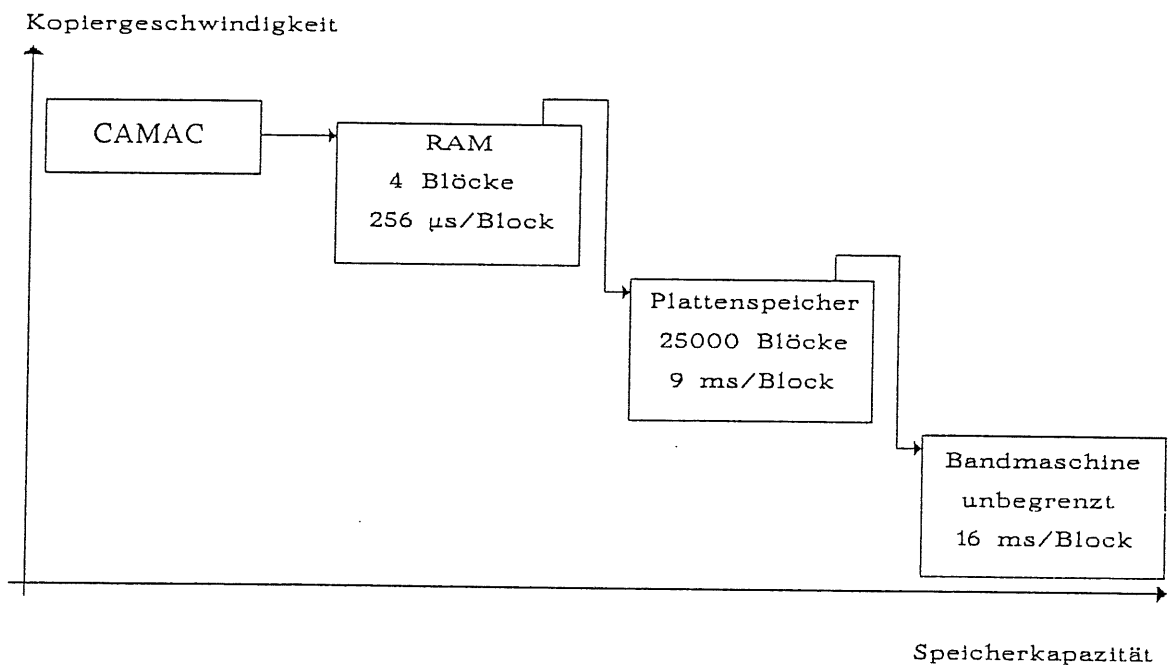 Kopiergeschwindigkeit
CAMAC
RAM
4 Blöcke
256 µs/Block
Plattenspeicher
25000 Blöcke
9 ms/Block
Bandmaschine
unbegrenzt
16 ms/Block
Speicherkapazität